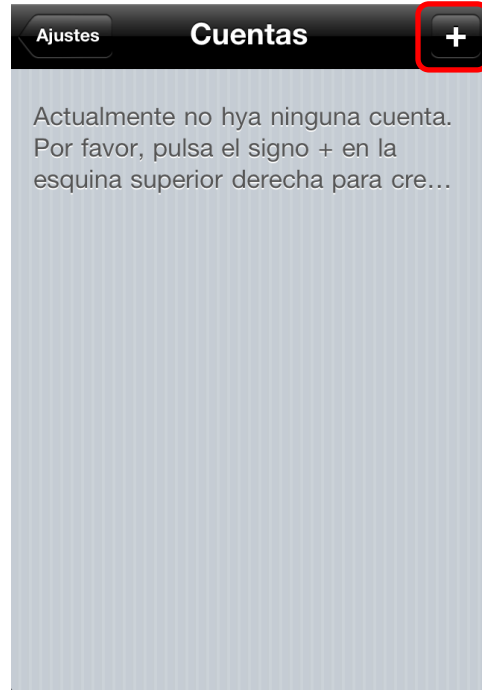 Ajustes Cuentas +
Actualmente no hya ninguna cuenta.
Por favor, pulsa el signo + en la
esquina superior derecha para cre…